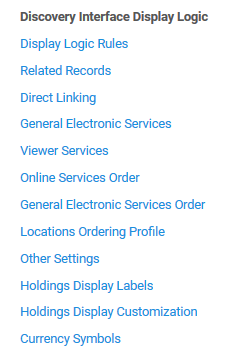 Discovery Interface Display Logic
Display Logic Rules
Related Records
Direct Linking
General Electronic Services
Viewer Services
Online Services Order
General Electronic Services Order
Locations Ordering Profile
Other Settings
Holdings Display Labels
Holdings Display Customization
Currency Symbols